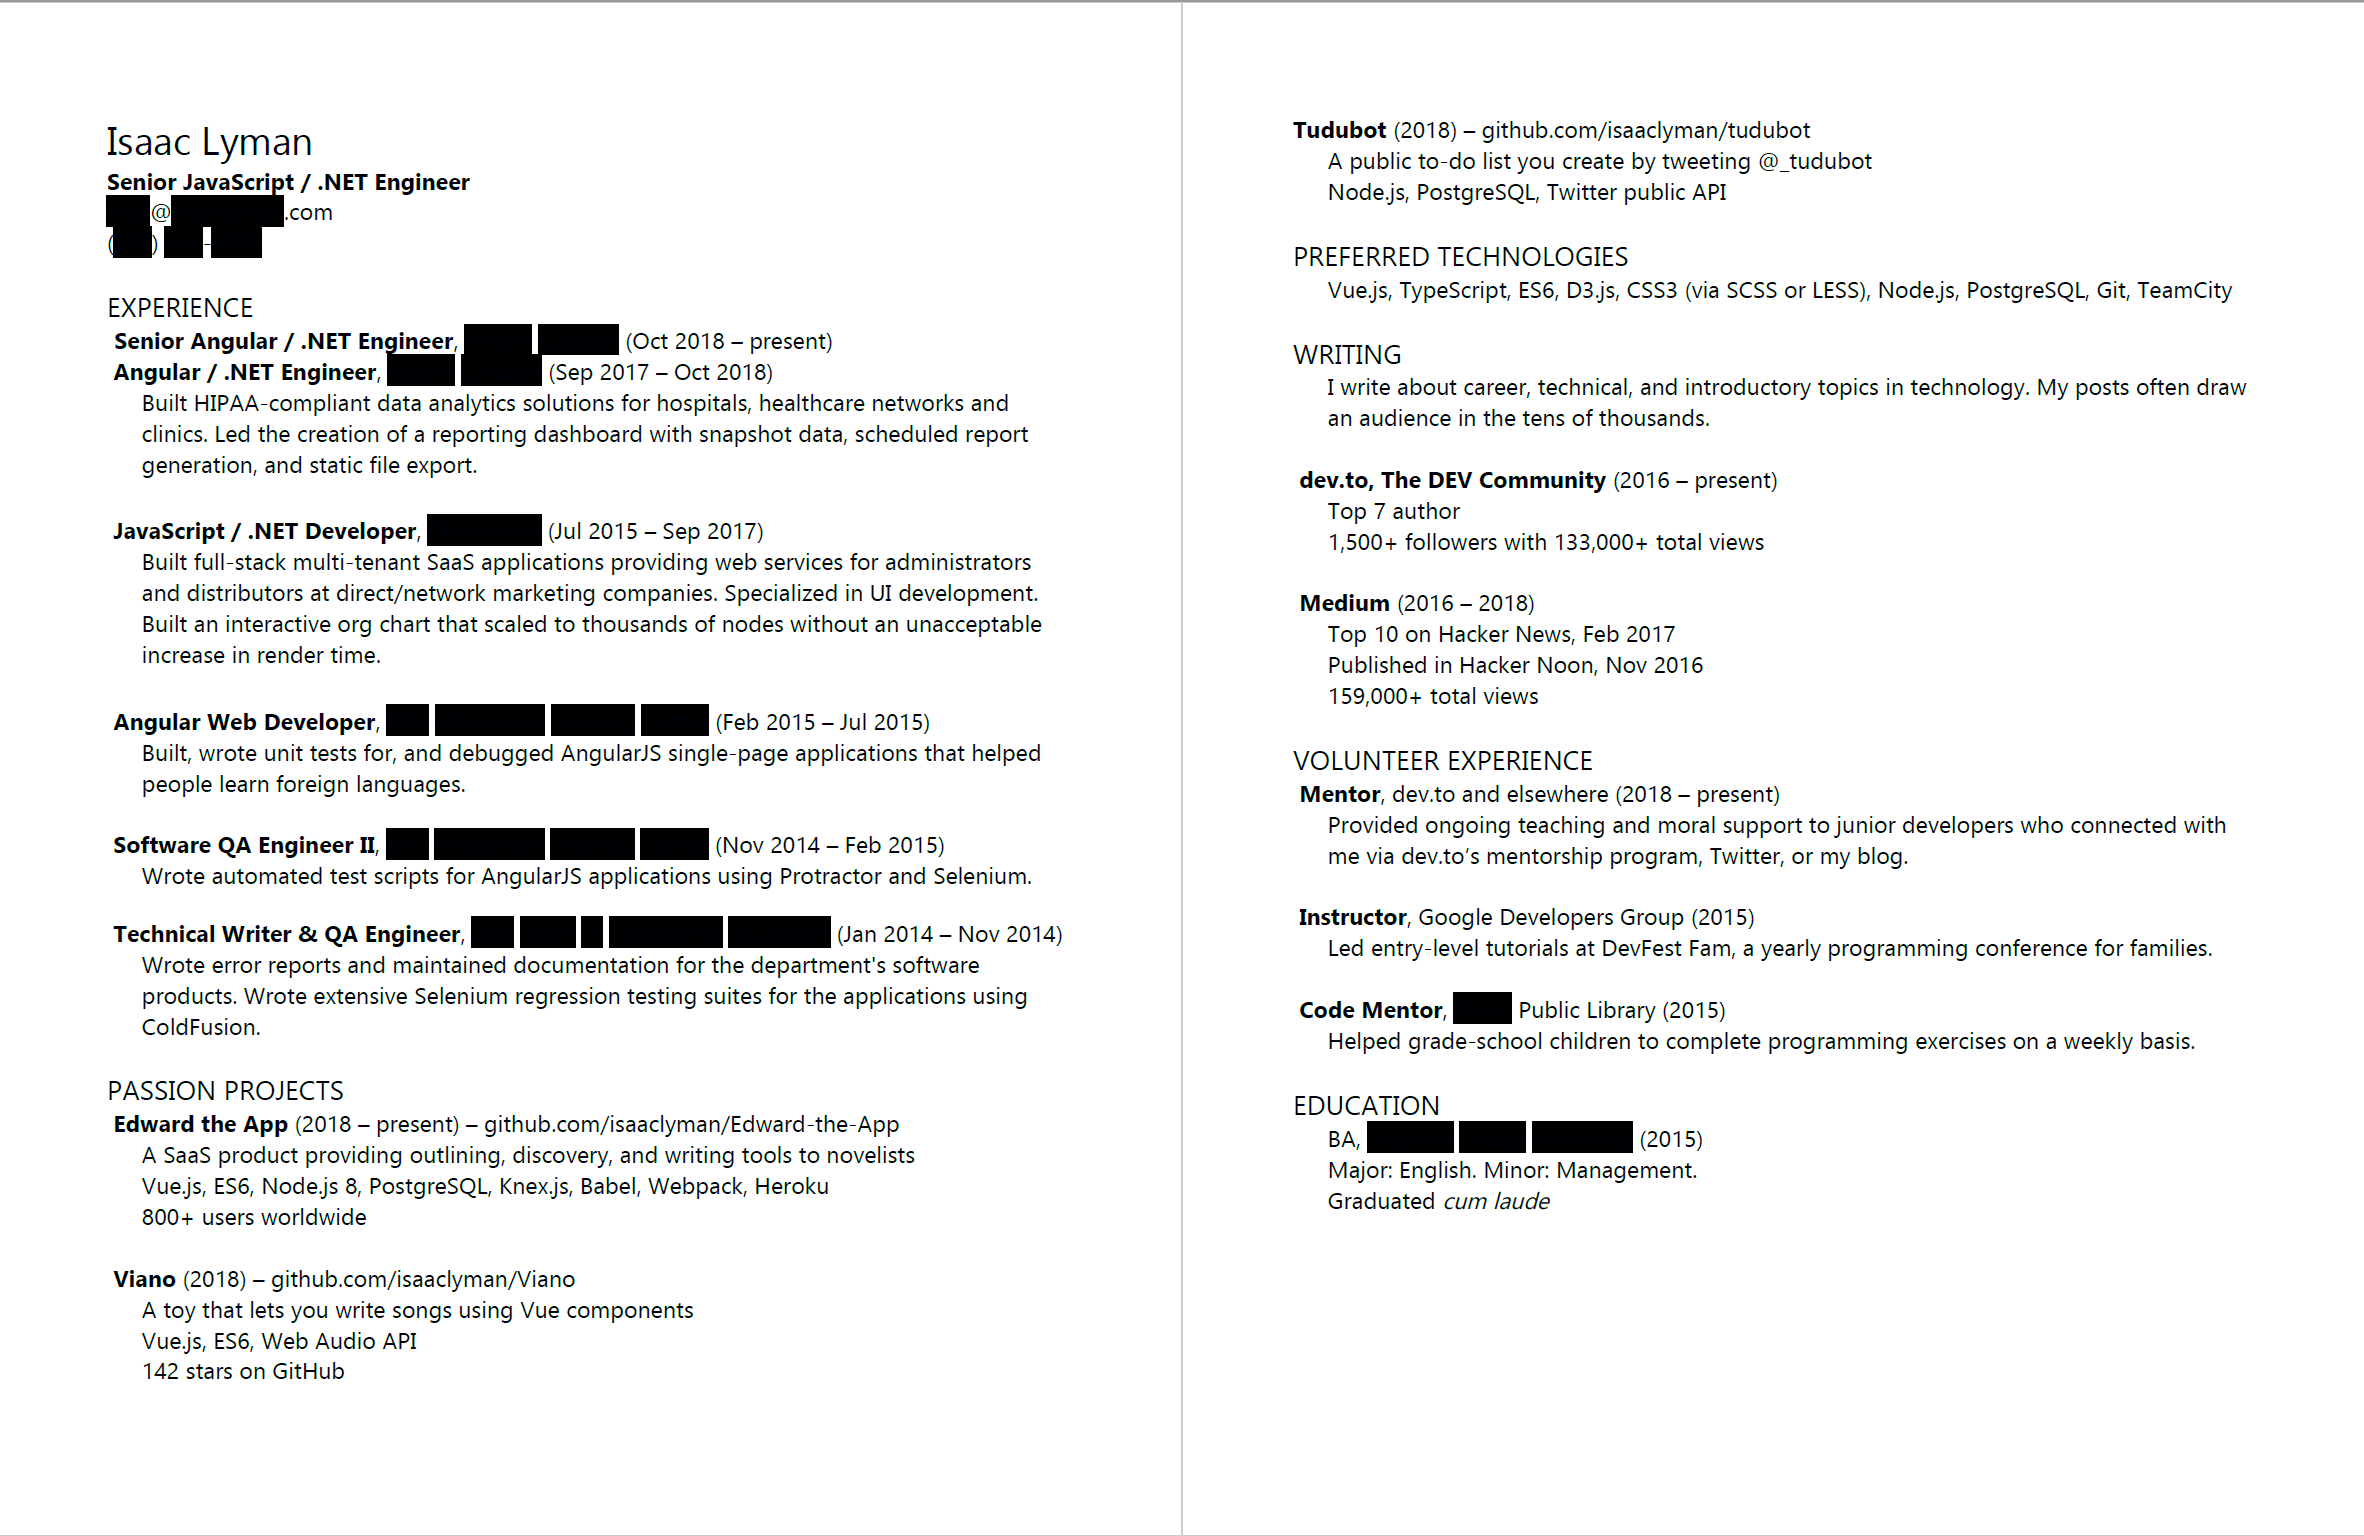 Isaac Lyman
Senior JavaScript / .NET Engineer
@.com
() -
EXPERIENCE
Senior Angular / .NET Engineer, (Oct 2018 – present)
Angular / .NET Engineer, (Sep 2017 – Oct 2018)
Built HIPAA-compliant data analytics solutions for hospitals, healthcare networks and
clinics. Led the creation of a reporting dashboard with snapshot data, scheduled report
generation, and static file export.
JavaScript / .NET Developer, (Jul 2015 – Sep 2017)
Built full-stack multi-tenant SaaS applications providing web services for administrators
and distributors at direct/network marketing companies. Specialized in UI development.
Built an interactive org chart that scaled to thousands of nodes without an unacceptable
increase in render time.
Angular Web Developer, (Feb 2015 – Jul 2015)
Built, wrote unit tests for, and debugged AngularJS single-page applications that helped
people learn foreign languages.
Software QA Engineer II, (Nov 2014 – Feb 2015)
Wrote automated test scripts for AngularJS applications using Protractor and Selenium.
Technical Writer & QA Engineer, (Jan 2014 – Nov 2014)
Wrote error reports and maintained documentation for the department's software
products. Wrote extensive Selenium regression testing suites for the applications using
ColdFusion.
PASSION PROJECTS
Edward the App (2018 – present) – github.com/isaaclyman/Edward-the-App
A SaaS product providing outlining, discovery, and writing tools to novelists
Vue.js, ES6, Node.js 8, PostgreSQL, Knex.js, Babel, Webpack, Heroku
800+ users worldwide
Viano (2018) – github.com/isaaclyman/Viano
A toy that lets you write songs using Vue components
Vue.js, ES6, Web Audio API
142 stars on GitHub
Tudubot (2018) – github.com/isaaclyman/tudubot
A public to-do list you create by tweeting @_tudubot
Node.js, PostgreSQL, Twitter public API
PREFERRED TECHNOLOGIES
Vue.js, TypeScript, ES6, D3.js, CSS3 (via SCSS or LESS), Node.js, PostgreSQL, Git, TeamCity
WRITING
I write about career, technical, and introductory topics in technology. My posts often draw
an audience in the tens of thousands.
dev.to, The DEV Community (2016 – present)
Top 7 author
1,500+ followers with 133,000+ total views
Medium (2016 – 2018)
Top 10 on Hacker News, Feb 2017
Published in Hacker Noon, Nov 2016
159,000+ total views
VOLUNTEER EXPERIENCE
Mentor, dev.to and elsewhere (2018 – present)
Provided ongoing teaching and moral support to junior developers who connected with
me via dev.to’s mentorship program, Twitter, or my blog.
Instructor, Google Developers Group (2015)
Led entry-level tutorials at DevFest Fam, a yearly programming conference for families.
Code Mentor, Public Library (2015)
Helped grade-school children to complete programming exercises on a weekly basis.
EDUCATION
BA, (2015)
Major: English. Minor: Management.
Graduated cum laude